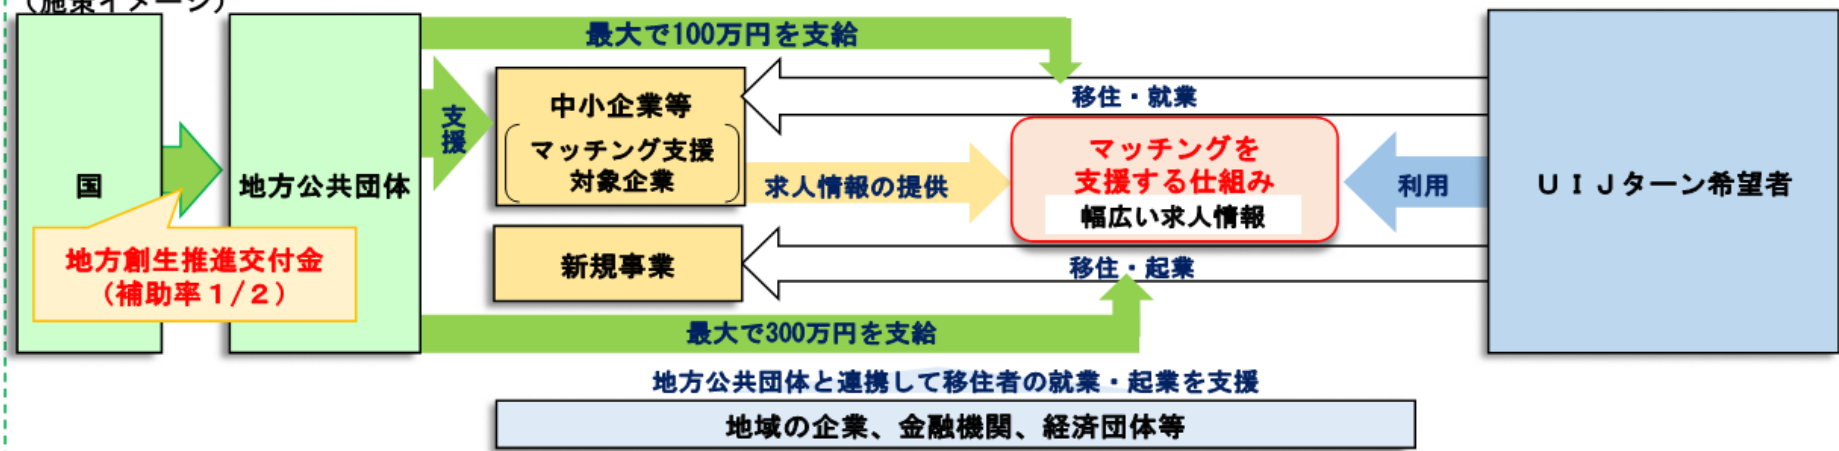 (施策イメージ)
最大で100万円を支給
中小企業等
マッチング支援
対象企業
支援
移住・就業
マッチングを
支援する仕組み
幅広い求人情報
国
地方公共団体
求人情報の提供
利用
UIJターン希望者
地方創生推進交付金
(補助率1/2)
新規事業
移住・起業
最大で300万円を支給
地方公共団体と連携して移住者の就業・起業を支援
地域の企業、金融機関、経済団体等